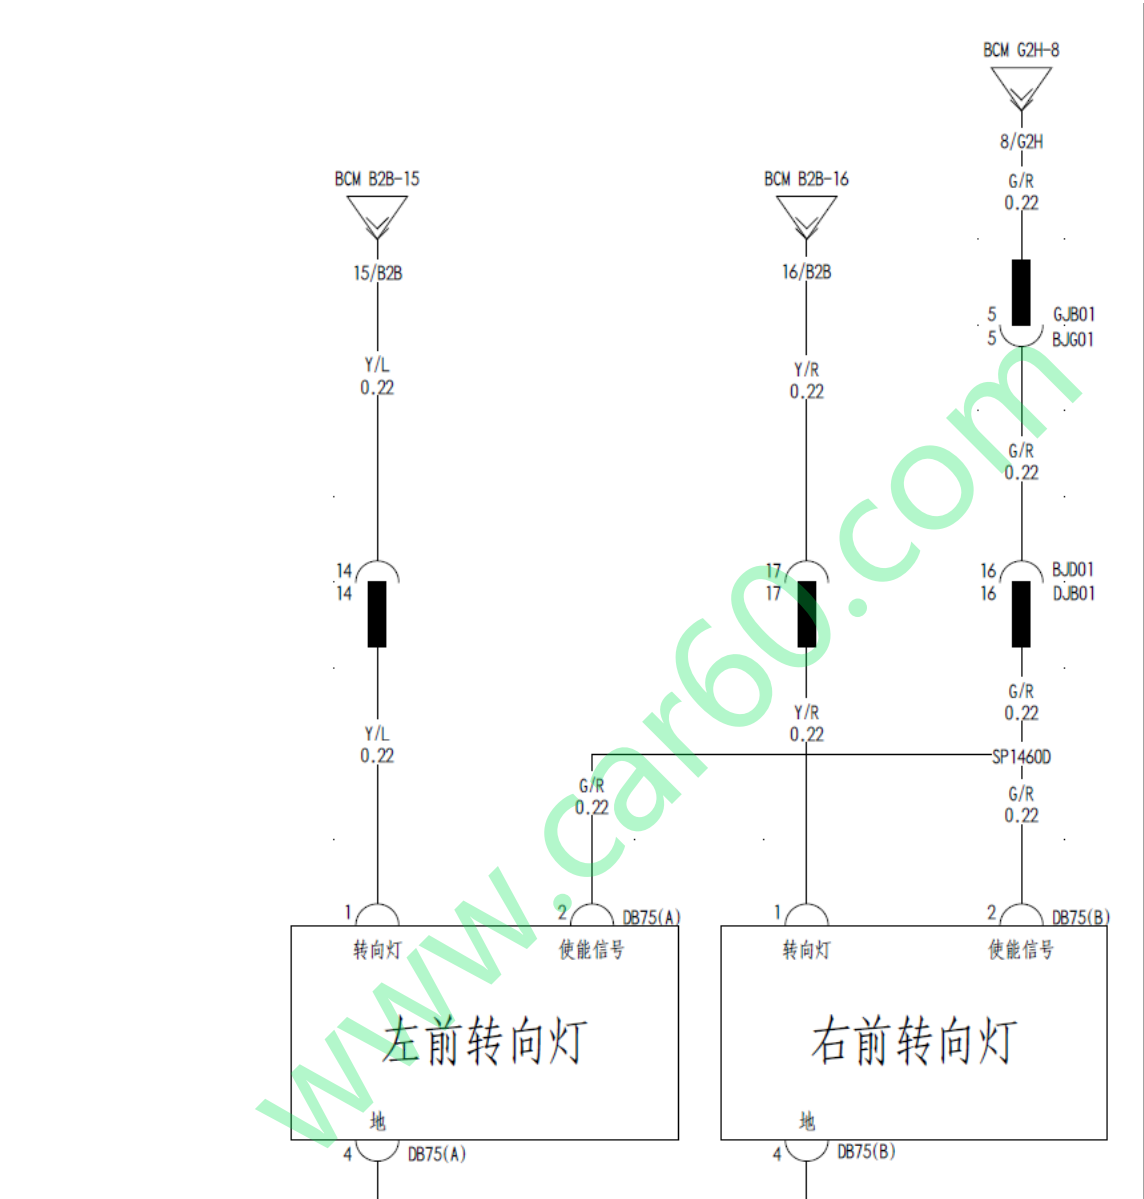 BCM G2H-8
8/G2H
G/R
0.22
BCM B2B-15
BCM B2B-16
15/B2B
16/B2B
5 GJB01
5 BJG01
Y/L
0.22
Y/R
0.22
G/R
0.22
14
14
17
17
16 BJD01
16 DJB01
G/R
0.22
Y/R
0.22
Y/L
0.22
SP1460D
G/R
0.22
G/R
0.22
1
2 DB75(A)
1
2 DB75(B)
转向灯
使能信号
转向灯
使能信号
左前转向灯
右前转向灯
地
地
4 DB75(A)
4 DB75(B)
www.car60.com